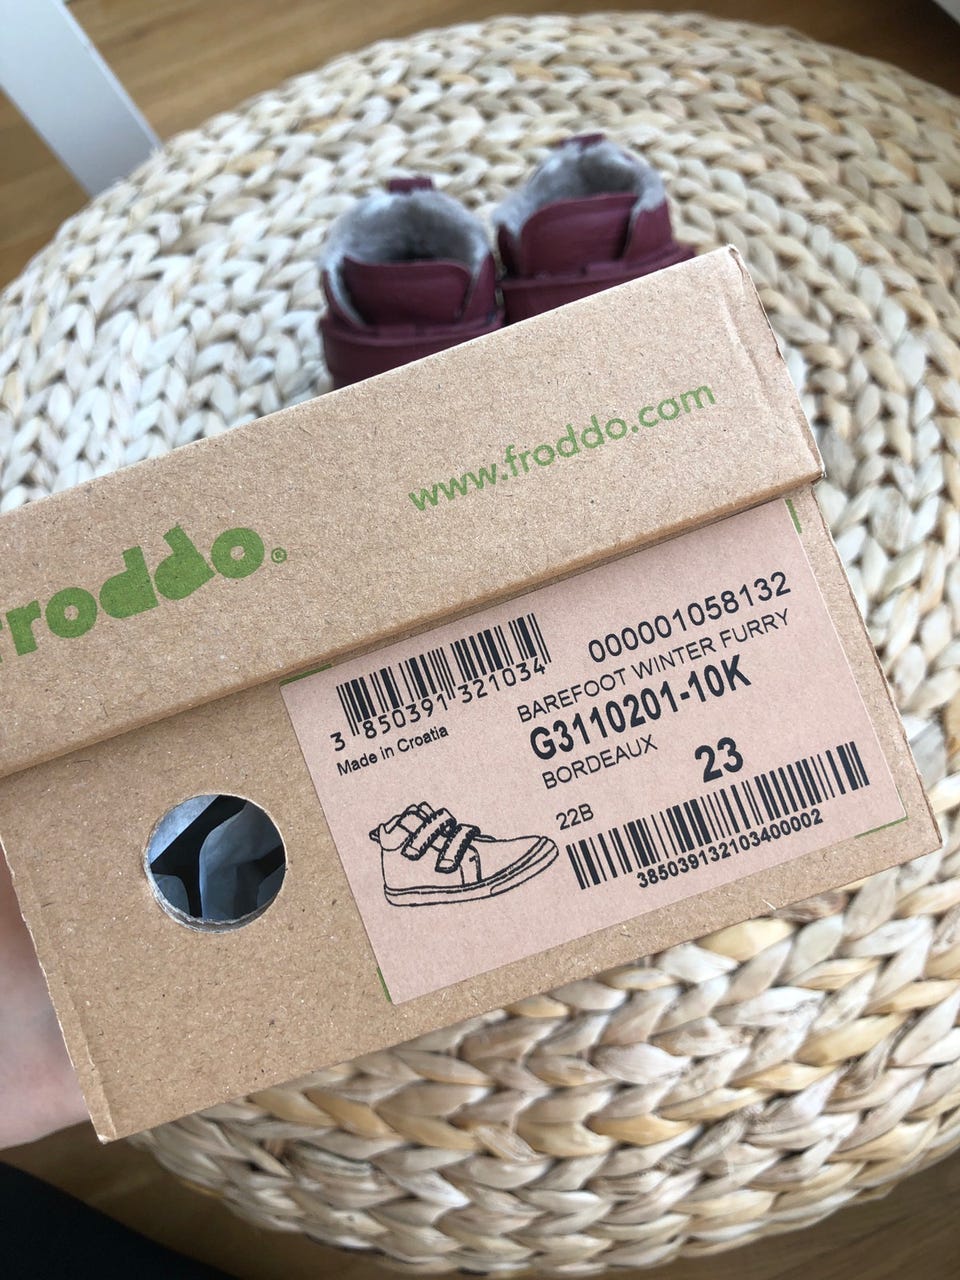 www.froddo.com
froddo®
000001058132
BAREFOOT WINTER FURRY
G3110201-10K
BORDEAUX
23
22B
385039132103400002
3 850391 321034
Made in Croatia